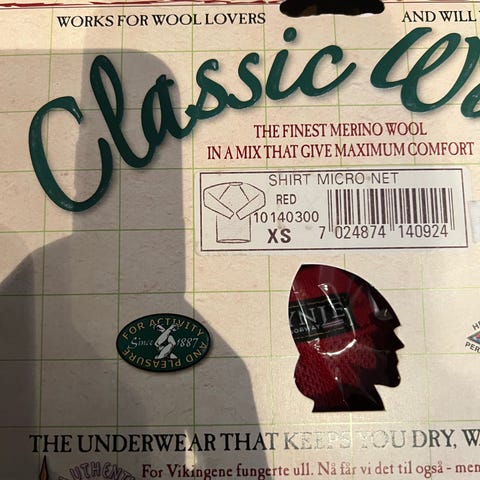 WORKS FOR WOOL LOVERS
AND WILL
Classic
THE FINEST MERINO WOOL
IN A MIX THAT GIVE MAXIMUM COMFORT
SHIRT MICRO NET
RED
10140300
XS
7 024874 140924
FOR ACTIVITY
Since 1887
AND PLEASURE
THE UNDERWEAR THAT KEEPS YOU DRY,
For Vikingene fungerte ull. Nå får vi det til også - men